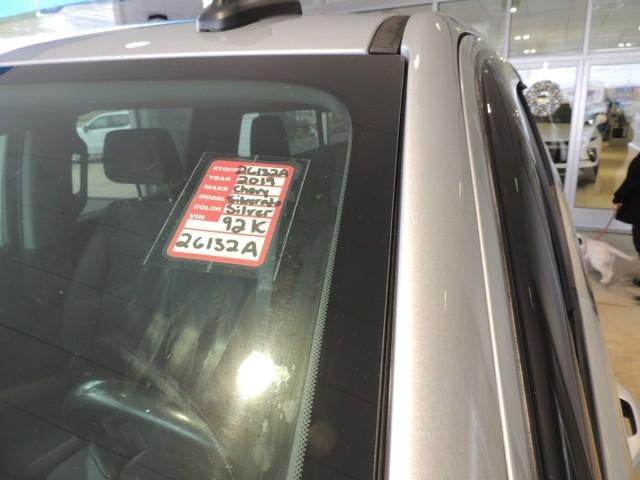 STOCK 26132A
YEAR 2019
MAKE Chevy
MODEL Silverado
COLOR Silver
VIN 92K
26132A